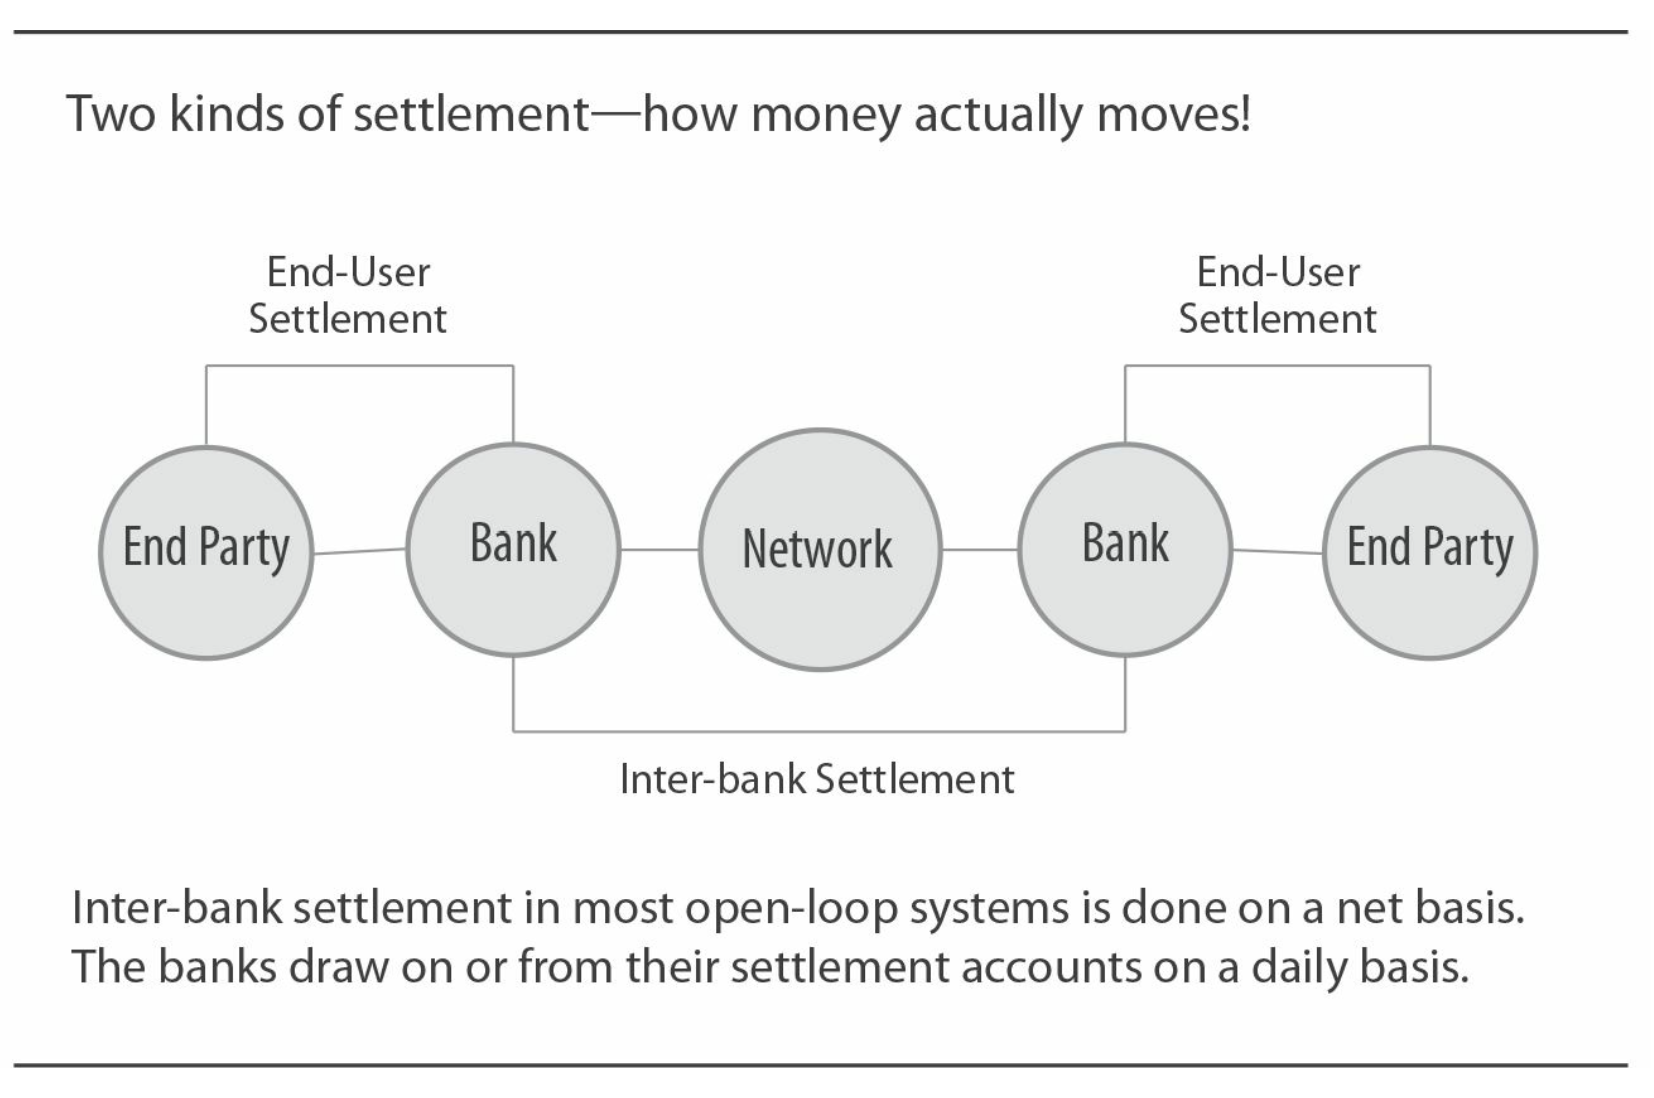 Two kinds of settlement—how money actually moves!
End-User
Settlement
End-User
Settlement
End Party
Bank
Network
Bank
End Party
Inter-bank Settlement
Inter-bank settlement in most open-loop systems is done on a net basis.
The banks draw on or from their settlement accounts on a daily basis.